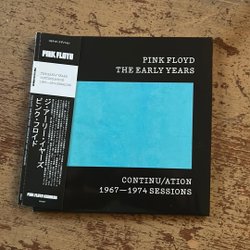 PINK FLOYD
THE EARLY YEARS
CONTINU/ATION
1967—1974 SESSIONS
PINK FLOYD
ジ・アーリー・イヤーズ
ピンク・フロイド